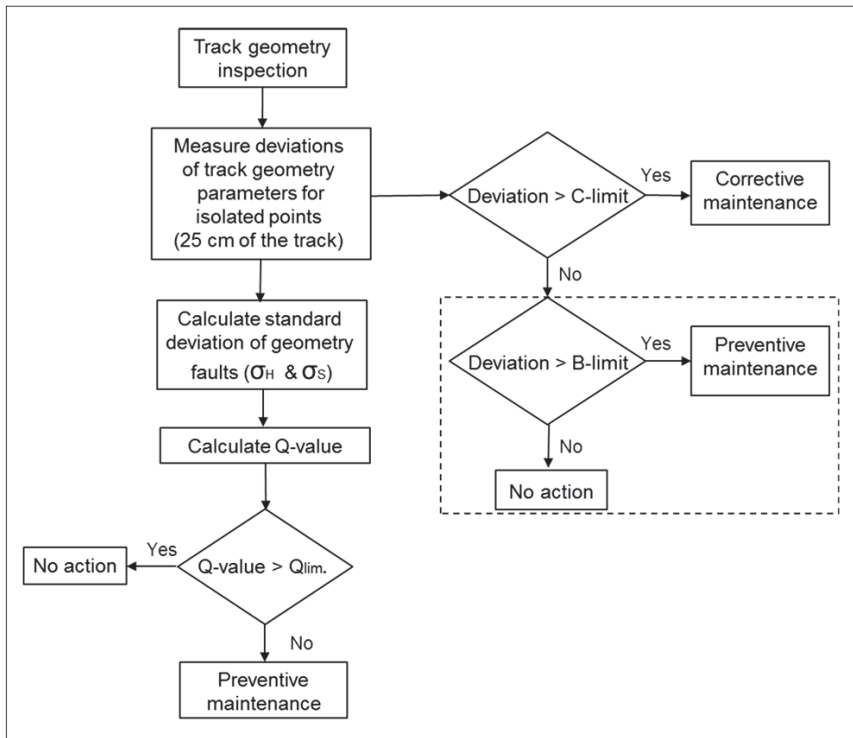 Track geometry
inspection
Measure deviations
of track geometry
parameters for
isolated points
(25 cm of the track)
Deviation > C-limit
Yes
Corrective
maintenance
No
Calculate standard
deviation of geometry
faults (σH & σS)
Deviation > B-limit
Yes
Preventive
maintenance
No
No action
Calculate Q-value
Q-value > Qlim.
Yes
No action
No
Preventive
maintenance